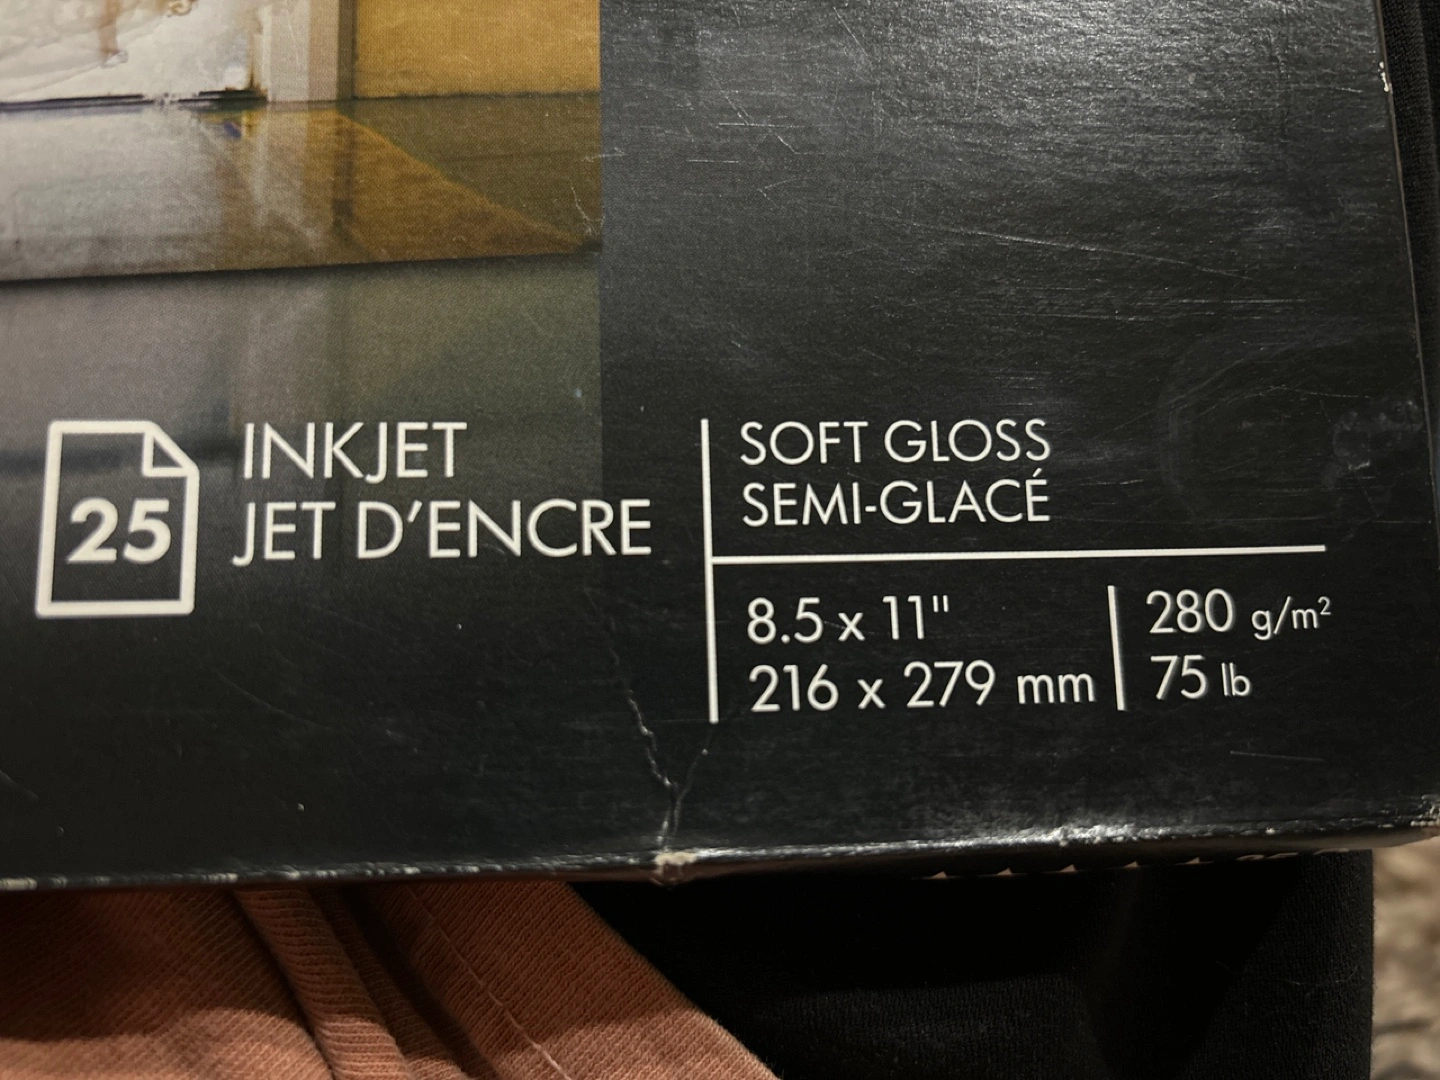 25
INKJET
JET D'ENCRE
SOFT GLOSS
SEMI-GLACÉ
8.5 x 11"
216 x 279 mm
280 g/m²
75 lb